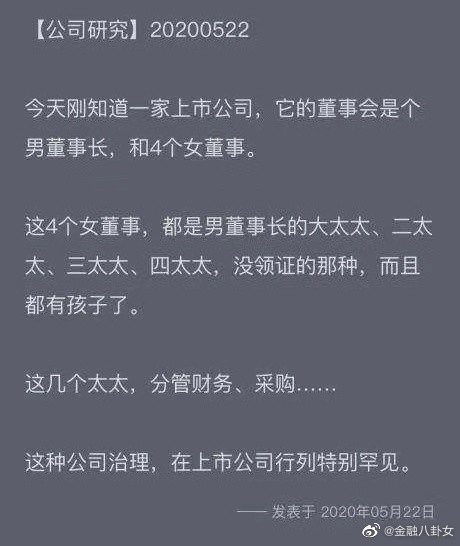 【公司研究】20200522
今天刚知道一家上市公司，它的董事会是个
男董事长，和4个女董事。
这4个女董事，都是男董事长的大太太、二太
太、三太太、四太太，没领证的那种，而且
都有孩子了。
这几个太太，分管财务、采购……
这种公司治理，在上市公司行列特别罕见。
—— 发表于 2020年05月22日
@金融八卦女